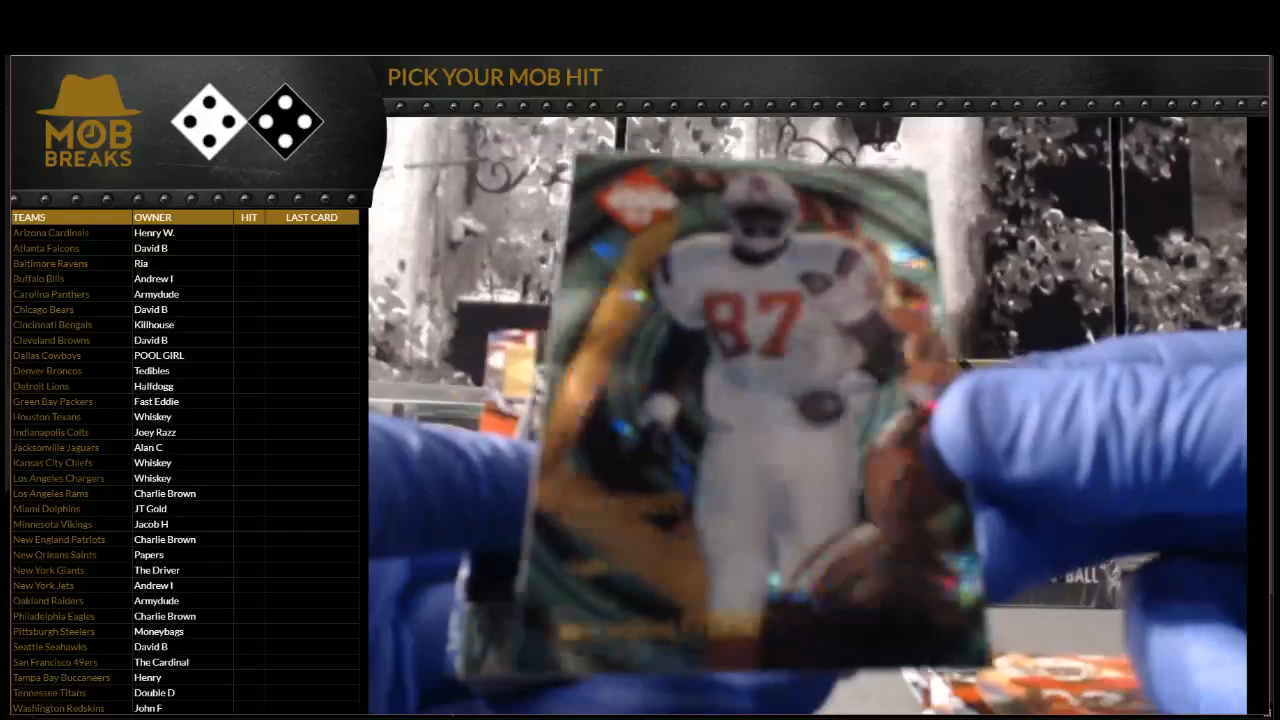 PICK YOUR MOB HIT
MOB
BREAKS
TEAMS OWNER HIT LAST CARD
Arizona Cardinals Henry W.
Atlanta Falcons David B
Baltimore Ravens Ria
Buffalo Bills Andrew I
Carolina Panthers Armydude
Chicago Bears David B
Cincinnati Bengals Killhouse
Cleveland Browns David B
Dallas Cowboys POOL GIRL
Denver Broncos Tedibles
Detroit Lions Halfdogg
Green Bay Packers Fast Eddie
Houston Texans Whiskey
Indianapolis Colts Joey Razz
Jacksonville Jaguars Alan C
Kansas City Chiefs Whiskey
Los Angeles Chargers Whiskey
Los Angeles Rams Charlie Brown
Miami Dolphins JT Gold
Minnesota Vikings Jacob H
New England Patriots Charlie Brown
New Orleans Saints Papers
New York Giants The Driver
New York Jets Andrew I
Oakland Raiders Armydude
Philadelphia Eagles Charlie Brown
Pittsburgh Steelers Moneybags
Seattle Seahawks David B
San Francisco 49ers The Cardinal
Tampa Bay Buccaneers Henry
Tennessee Titans Double D
Washington Redskins John F
87